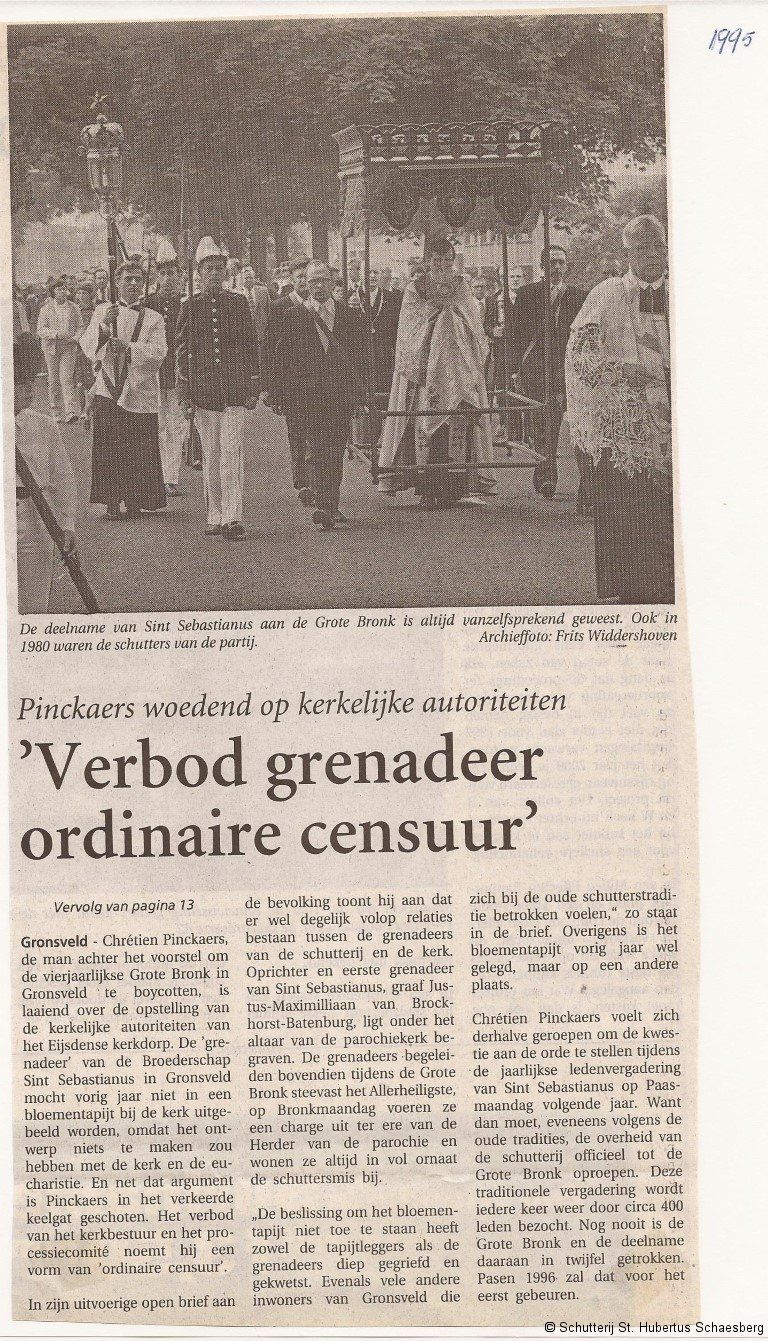 1995
De deelname van Sint Sebastianus aan de Grote Bronk is altijd vanzelfsprekend geweest. Ook in
1980 waren de schutters van de partij.
Archieffoto: Frits Widdershoven
Pinckaers woedend op kerkelijke autoriteiten
’Verbod grenadeer
ordinaire censuur’
Vervolg van pagina 13
Gronsveld - Chrétien Pinckaers,
de man achter het voorstel om
de vierjaarlijkse Grote Bronk in
Gronsveld te boycotten, is
laaiend over de opstelling van
de kerkelijke autoriteiten van
het Eijsdense kerkdorp. De ’gre-
nadeer’ van de Broederschap
Sint Sebastianus in Gronsveld
mocht vorig jaar niet in een
bloementapijt bij de kerk uitge-
beeld worden, omdat het ont-
werp niets te maken zou
hebben met de kerk en de eu-
charistie. En net dat argument
is Pinckaers in het verkeerde
keelgat geschoten. Het verbod
van het kerkbestuur en het pro-
cessiecomité noemt hij een
vorm van ’ordinaire censuur’.
In zijn uitvoerige open brief aan
de bevolking toont hij aan dat
er wel degelijk volop relaties
bestaan tussen de grenadeers
van de schutterij en de kerk.
Oprichter en eerste grenadeer
van Sint Sebastianus, graaf Jus-
tus-Maximilliaan van Brock-
horst-Batenburg, ligt onder het
altaar van de parochiekerk be-
graven. De grenadeers begelei-
den bovendien tijdens de Grote
Bronk steevast het Allerheiligste,
op Bronkmaandag voeren ze
een charge uit ter ere van de
Herder van de parochie en
wonen ze altijd in vol ornaat
de schuttersmis bij.
„De beslissing om het bloemen-
tapijt niet toe te staan heeft
zowel de tapijtleggers als de
grenadeers diep gegriefd en
gekwetst. Evenals vele andere
inwoners van Gronsveld die
zich bij de oude schutterstradi-
tie betrokken voelen,“ zo staat
in de brief. Overigens is het
bloementapijt vorig jaar wel
gelegd, maar op een andere
plaats.
Chrétien Pinckaers voelt zich
derhalve geroepen om de kwes-
tie aan de orde te stellen tijdens
de jaarlijkse ledenvergadering
van Sint Sebastianus op Paas-
maandag volgende jaar. Want
dan moet, eveneens volgens de
oude tradities, de overheid van
de schutterij officieel tot de
Grote Bronk oproepen. Deze
traditionele vergadering wordt
iedere keer weer door circa 400
leden bezocht. Nog nooit is de
Grote Bronk en de deelname
daaraan in twijfel getrokken.
Pasen 1996 zal dat voor het
eerst gebeuren.
© Schutterij St. Hubertus Schaesberg